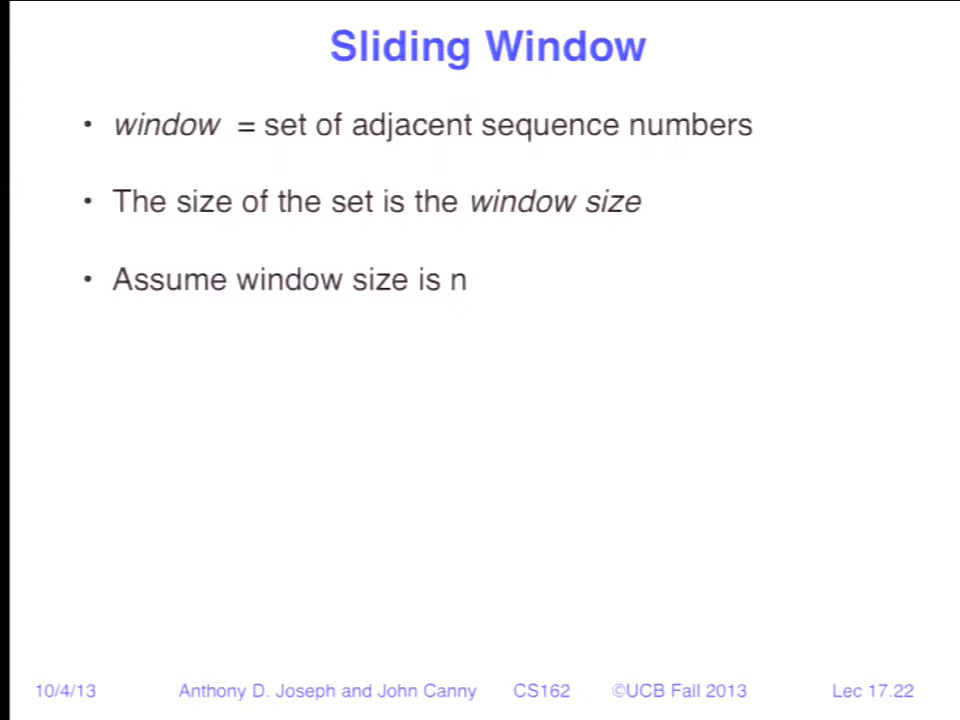 Sliding Window
• window = set of adjacent sequence numbers
• The size of the set is the window size
• Assume window size is n
10/4/13 Anthony D. Joseph and John Canny CS162 ©UCB Fall 2013 Lec 17.22